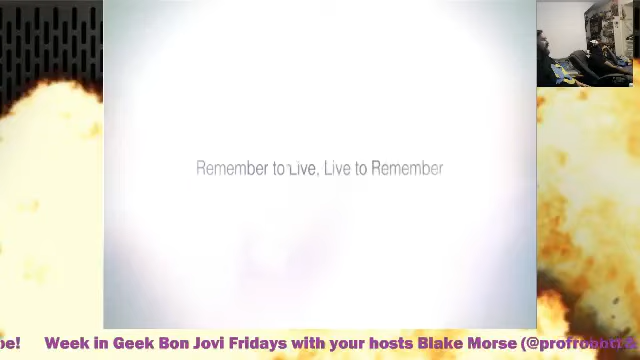 Remember to Live, Live to Remember
be! Week in Geek Bon Jovi Fridays with your hosts Blake Morse (@profrobot) &